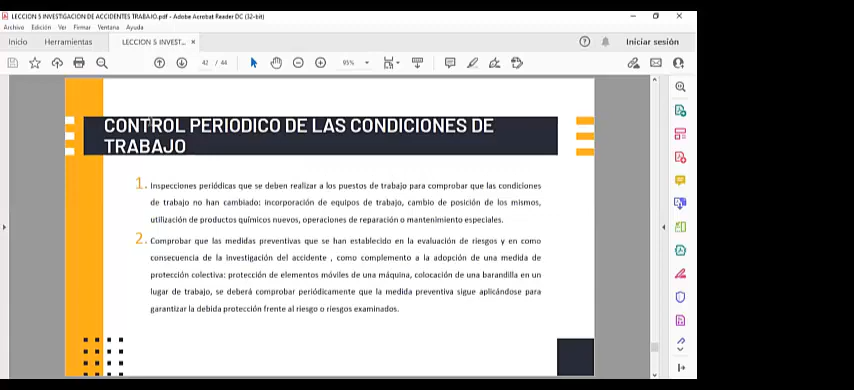 LECCION 5 INVESTIGACION DE ACCIDENTES TRABAJO.pdf - Adobe Acrobat Reader DC (32-bit)
Archivo Edición Ver Firmar Ventana Ayuda
Inicio Herramientas LECCION 5 INVEST... × Iniciar sesión
42 / 44 95%
CONTROL PERIODICO DE LAS CONDICIONES DE
TRABAJO
1. Inspecciones periódicas que se deben realizar a los puestos de trabajo para comprobar que las condiciones
de trabajo no han cambiado: incorporación de equipos de trabajo, cambio de posición de los mismos,
utilización de productos químicos nuevos, operaciones de reparación o mantenimiento especiales.
2. Comprobar que las medidas preventivas que se han establecido en la evaluación de riesgos y en como
consecuencia de la investigación del accidente , como complemento a la adopción de una medida de
protección colectiva: protección de elementos móviles de una máquina, colocación de una barandilla en un
lugar de trabajo, se deberá comprobar periódicamente que la medida preventiva sigue aplicándose para
garantizar la debida protección frente al riesgo o riesgos examinados.